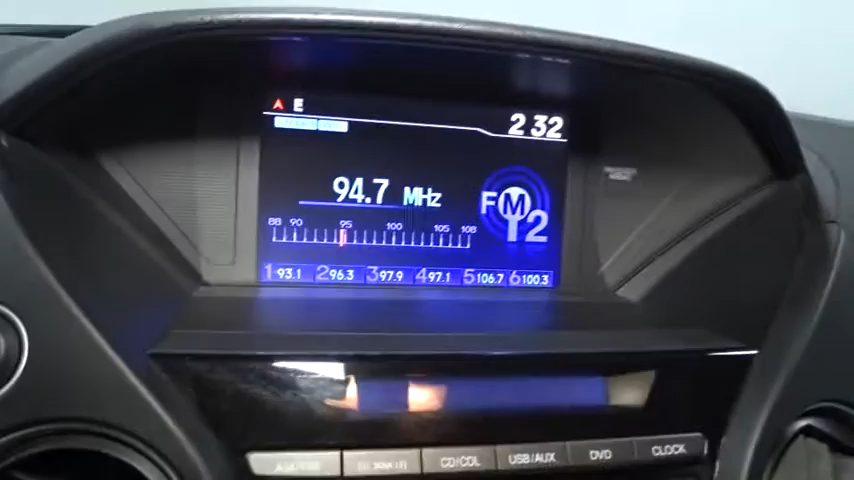 E
2 32
94.7 MHz
FM 2
88 90 95 100 105 108
1 93.1 2 96.3 3 97.9 4 97.1 5 106.7 6 100.3
CD/COL USB/AUX DVD CLOCK